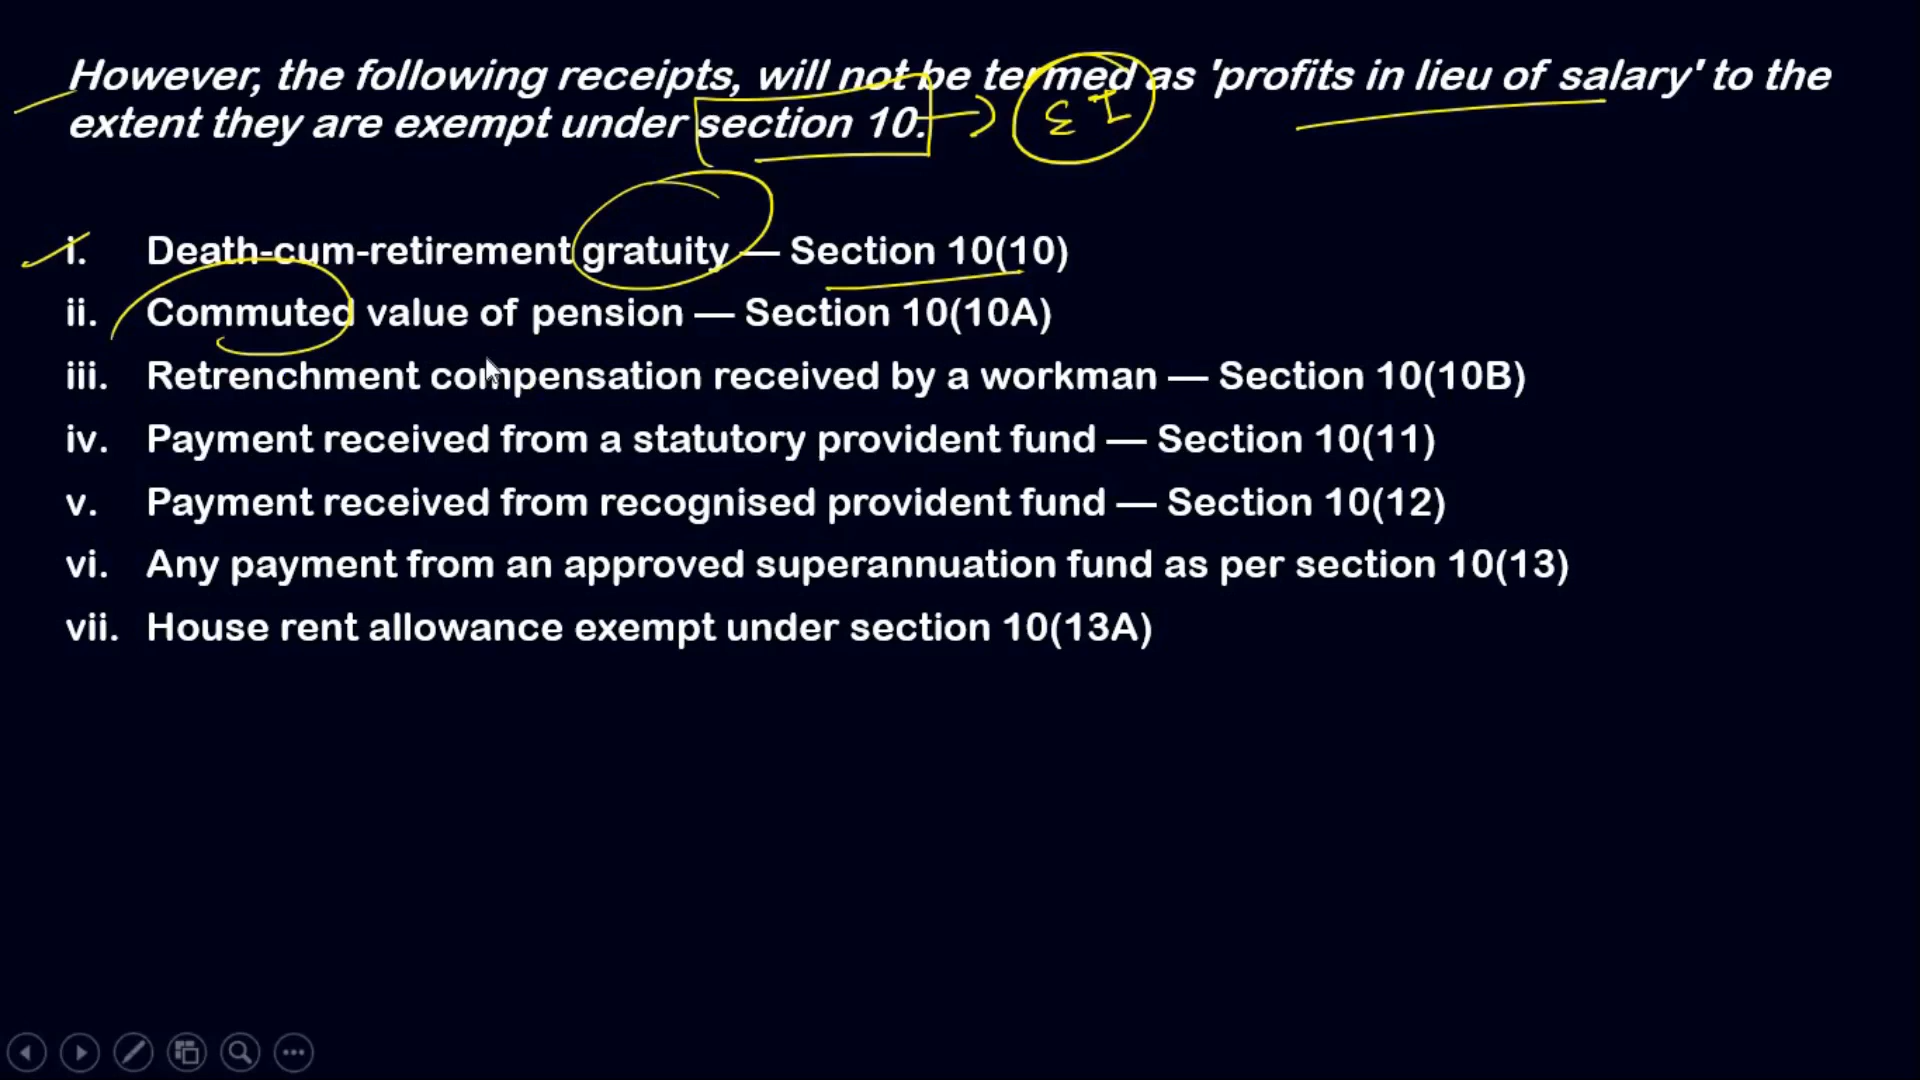 However, the following receipts, will not be termed as 'profits in lieu of salary' to the
extent they are exempt under section 10.
i. Death-cum-retirement gratuity — Section 10(10)
ii. Commuted value of pension — Section 10(10A)
iii. Retrenchment compensation received by a workman — Section 10(10B)
iv. Payment received from a statutory provident fund — Section 10(11)
v. Payment received from recognised provident fund — Section 10(12)
vi. Any payment from an approved superannuation fund as per section 10(13)
vii. House rent allowance exempt under section 10(13A)